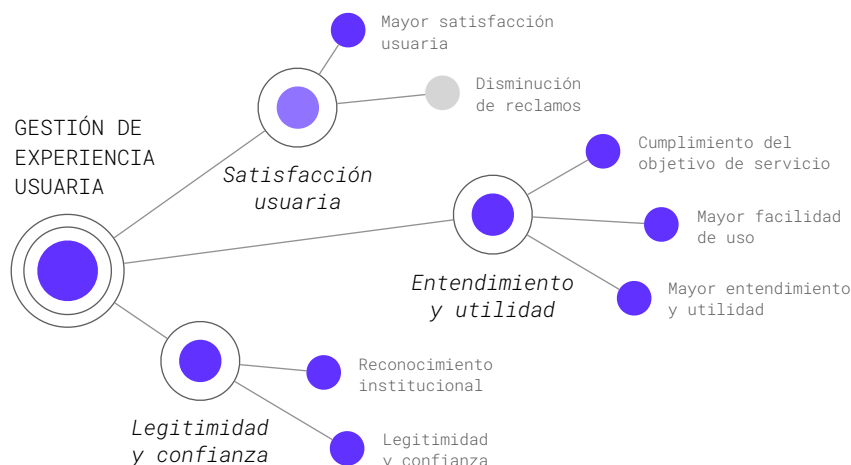 Mayor satisfacción
usuaria
Disminución
de reclamos
GESTIÓN DE
EXPERIENCIA
USUARIA
Satisfacción
usuaria
Cumplimiento del
objetivo de servicio
Mayor facilidad
de uso
Entendimiento
y utilidad
Mayor entendimiento
y utilidad
Reconocimiento
institucional
Legitimidad
y confianza
Legitimidad
y confianza